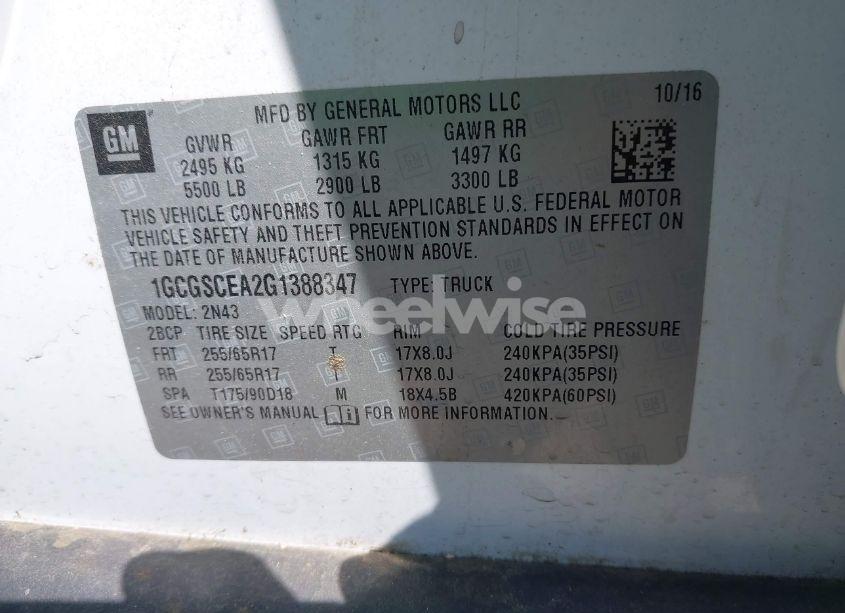 MFD BY GENERAL MOTORS LLC 10/16
GM
GVWR GAWR FRT GAWR RR
2495 KG 1315 KG 1497 KG
5500 LB 2900 LB 3300 LB
THIS VEHICLE CONFORMS TO ALL APPLICABLE U.S. FEDERAL MOTOR
VEHICLE SAFETY AND THEFT PREVENTION STANDARDS IN EFFECT ON
THE DATE OF MANUFACTURE SHOWN ABOVE.
1GCGSCEA2G1388347 TYPE: TRUCK
wheelwise
MODEL: 2N43
2BCP TIRE SIZE SPEED RTG RIM COLD TIRE PRESSURE
FRT 255/65R17 T 17X8.0J 240KPA(35PSI)
RR 255/65R17 T 17X8.0J 240KPA(35PSI)
SPA T175/90D18 M 18X4.5B 420KPA(60PSI)
SEE OWNER'S MANUAL FOR MORE INFORMATION.